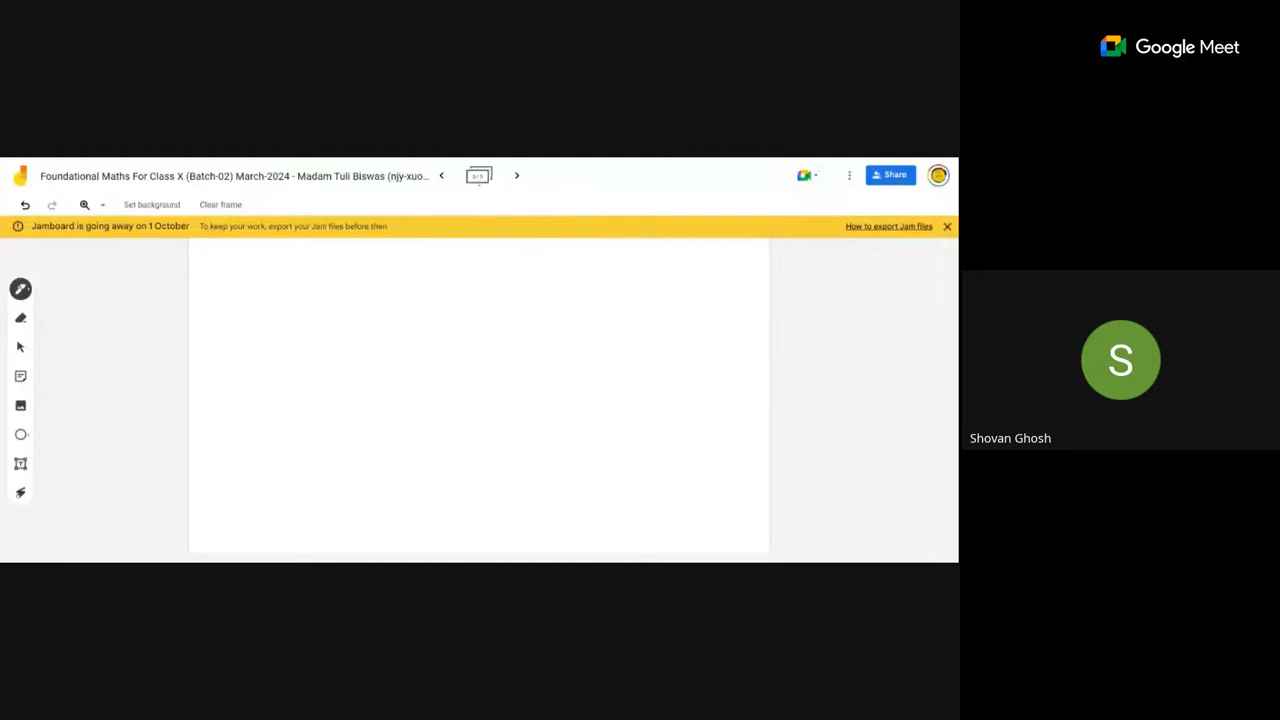 Google Meet
Foundational Maths For Class X (Batch-02) March-2024 - Madam Tuli Biswas (njy-xuo...
Share
Set background
Clear frame
Jamboard is going away on 1 October To keep your work, export your Jam files before then
How to export Jam files
S
Shovan Ghosh